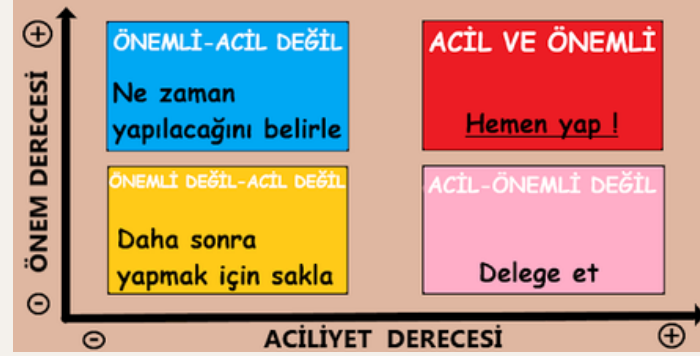 ÖNEM DERECESİ
ÖNEMLİ-ACİL DEĞİL
Ne zaman
yapılacağını belirle
ACİL VE ÖNEMLİ
Hemen yap !
ÖNEMLİ DEĞİL-ACİL DEĞİL
Daha sonra
yapmak için sakla
ACİL-ÖNEMLİ DEĞİL
Delege et
ACİLİYET DERECESİ